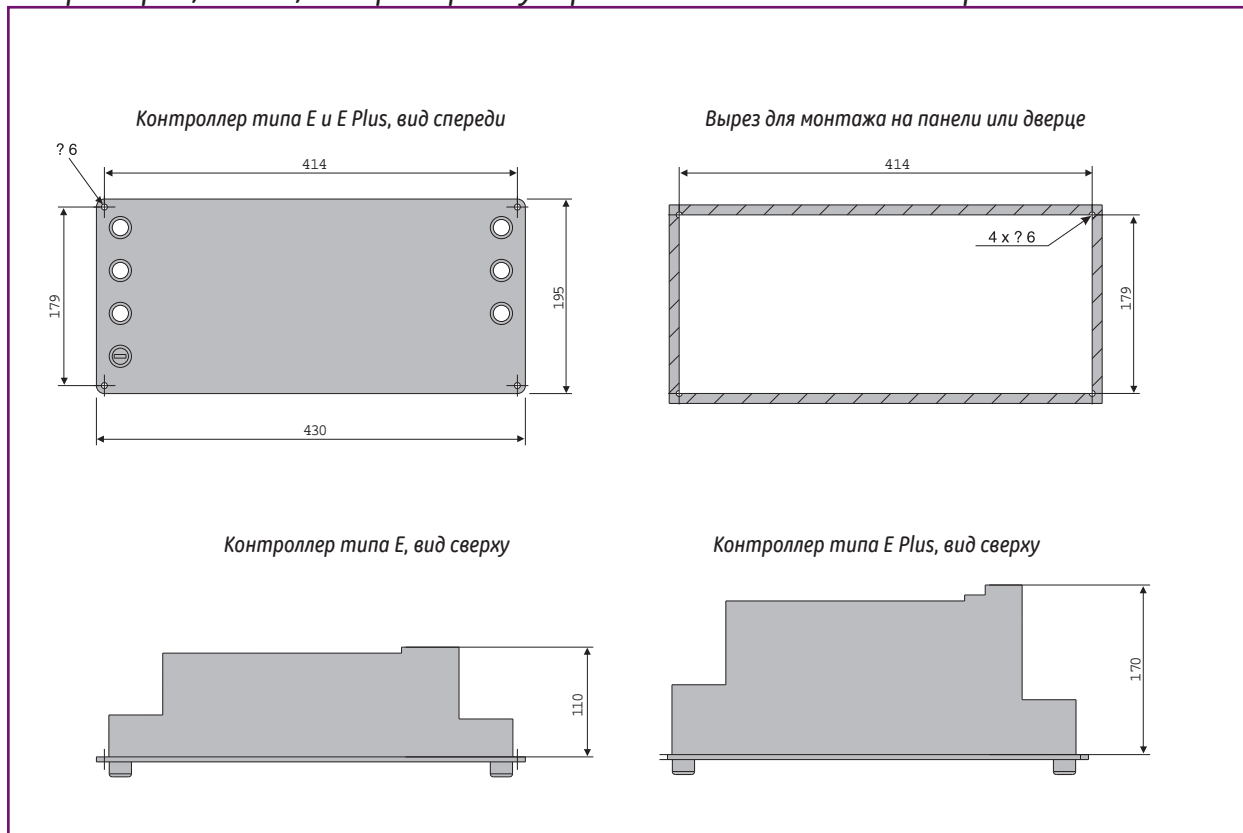 Контроллер типа E и E Plus, вид спереди
Вырез для монтажа на панели или дверце
? 6
414
179
195
430
414
4 x ? 6
179
Контроллер типа E, вид сверху
Контроллер типа E Plus, вид сверху
110
170